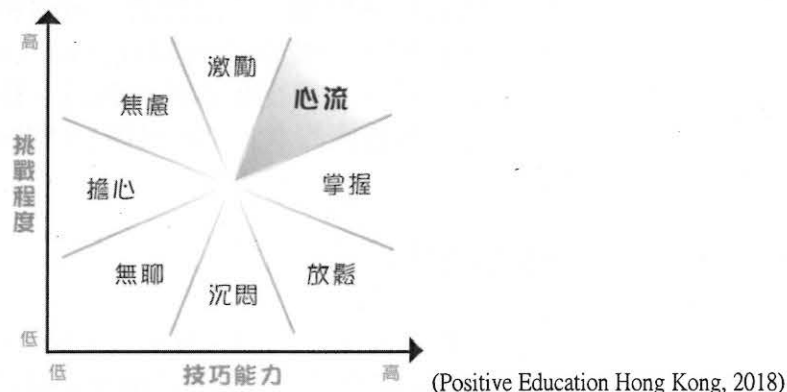 高
激勵
焦慮
心流
挑戰程度
擔心
掌握
無聊
沉悶
放鬆
低
低
技巧能力
高
(Positive Education Hong Kong, 2018)